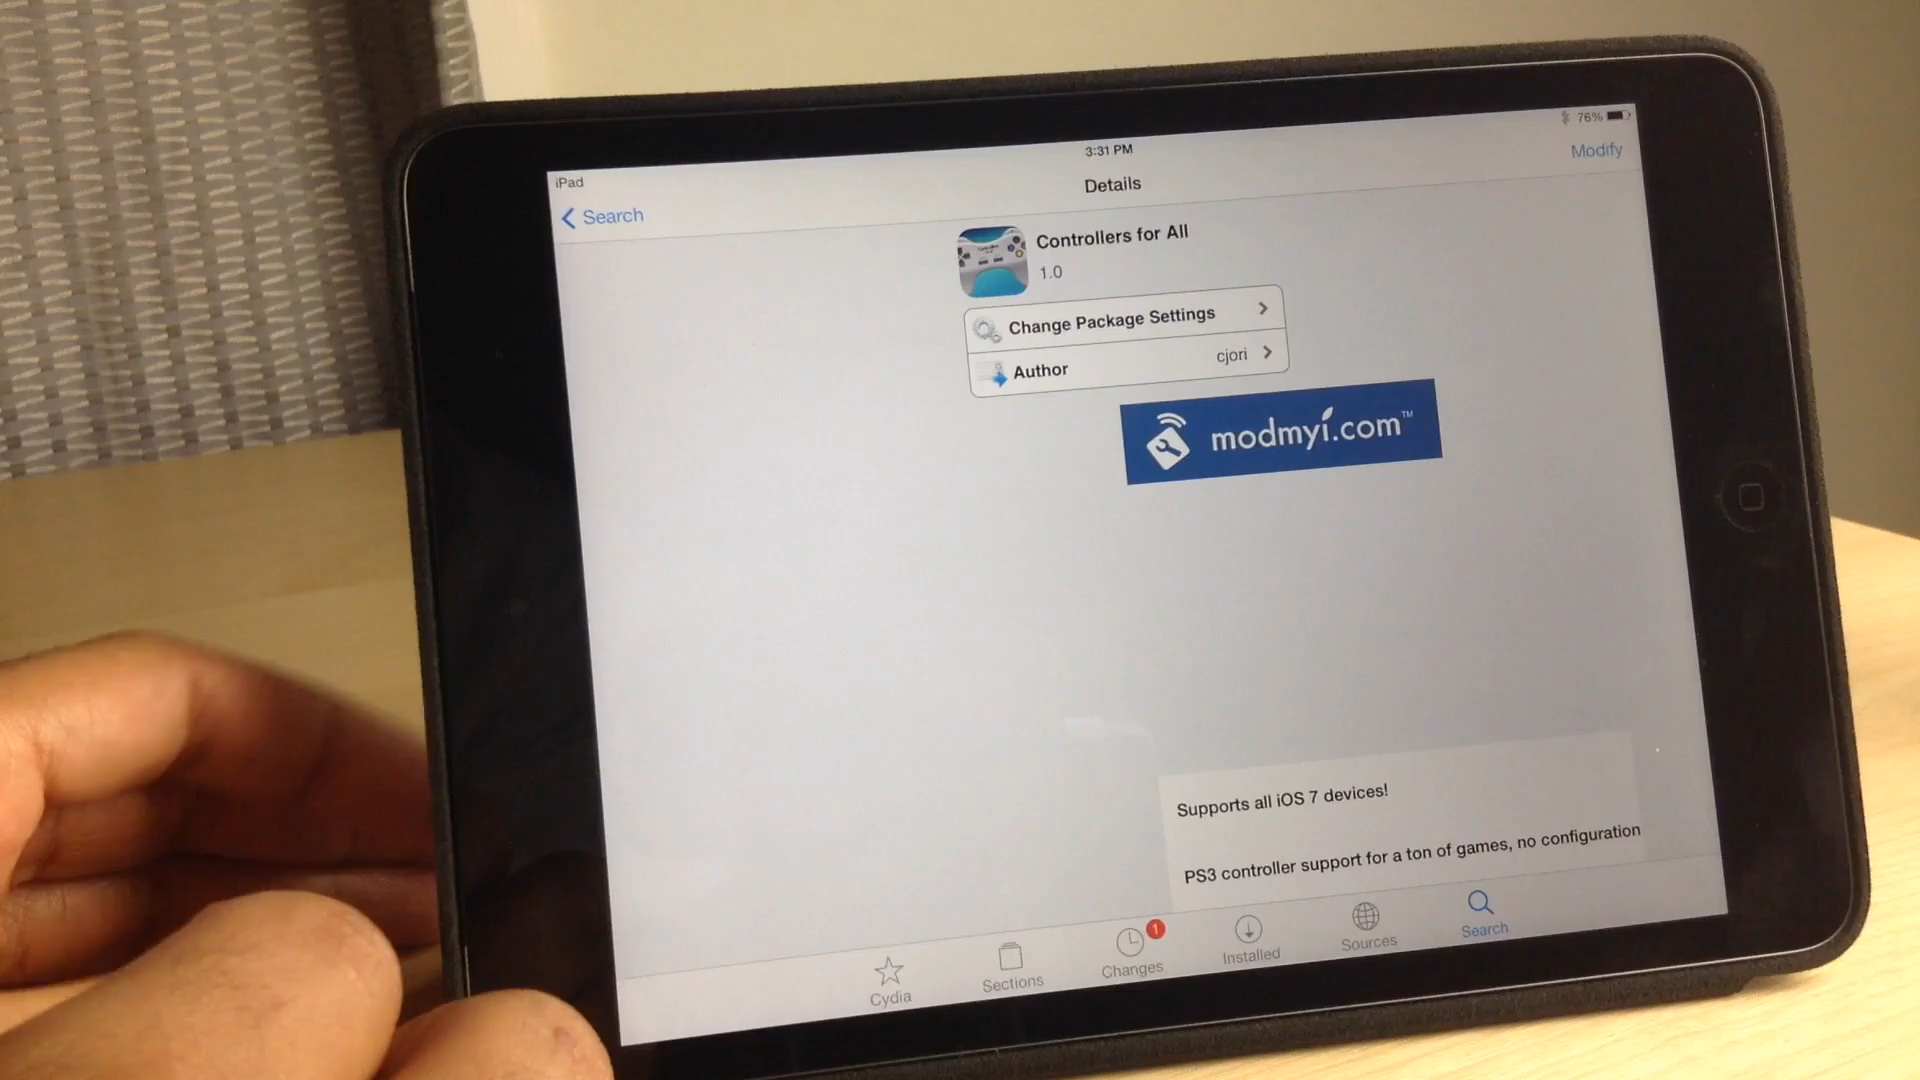 iPad
3:31 PM
76%
Search
Details
Modify
Controllers for All
1.0
Change Package Settings
Author cjori
modmyi.com™
Supports all iOS 7 devices!
PS3 controller support for a ton of games, no configuration
Cydia
Sections
Changes 1
Installed
Sources
Search